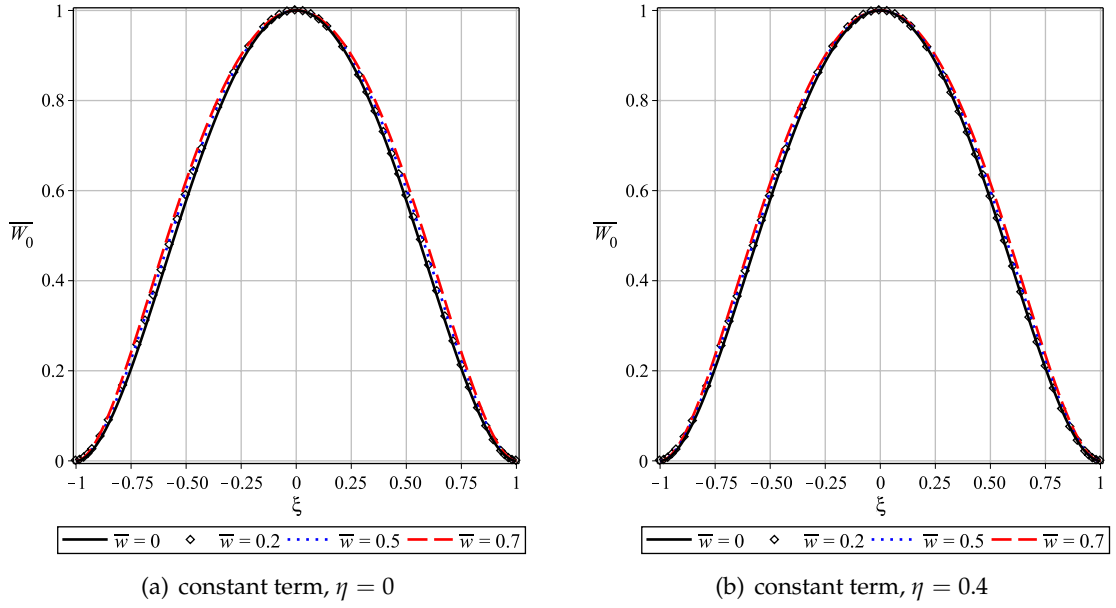 1
0.8
0.6
W̅₀
0.4
0.2
0
−1 −0.75 −0.50 −0.25 0 0.25 0.50 0.75 1
ξ
w̅ = 0 w̅ = 0.2 w̅ = 0.5 w̅ = 0.7
(a) constant term, η = 0
1
0.8
0.6
W̅₀
0.4
0.2
0
−1 −0.75 −0.50 −0.25 0 0.25 0.50 0.75 1
ξ
w̅ = 0 w̅ = 0.2 w̅ = 0.5 w̅ = 0.7
(b) constant term, η = 0.4